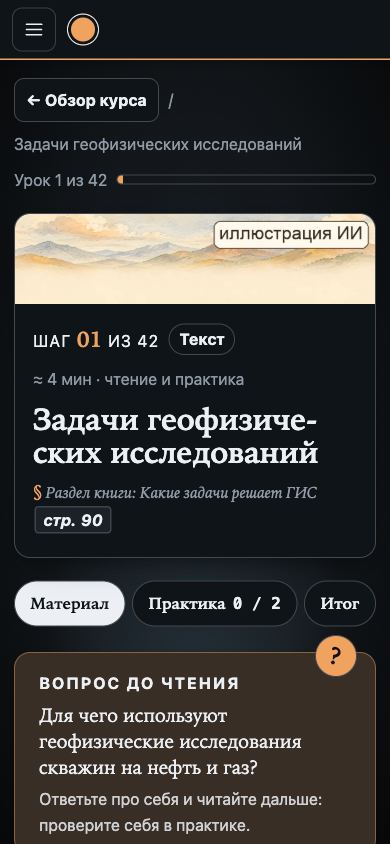 ← Обзор курса /
Задачи геофизических исследований
Урок 1 из 42
иллюстрация ИИ
ШАГ 01 ИЗ 42 Текст
≈ 4 мин · чтение и практика
Задачи геофизиче-
ских исследований
§ Раздел книги: Какие задачи решает ГИС
стр. 90
Материал Практика 0 / 2 Итог
?
ВОПРОС ДО ЧТЕНИЯ
Для чего используют
геофизические исследования
скважин на нефть и газ?
Ответьте про себя и читайте дальше:
проверите себя в практике.